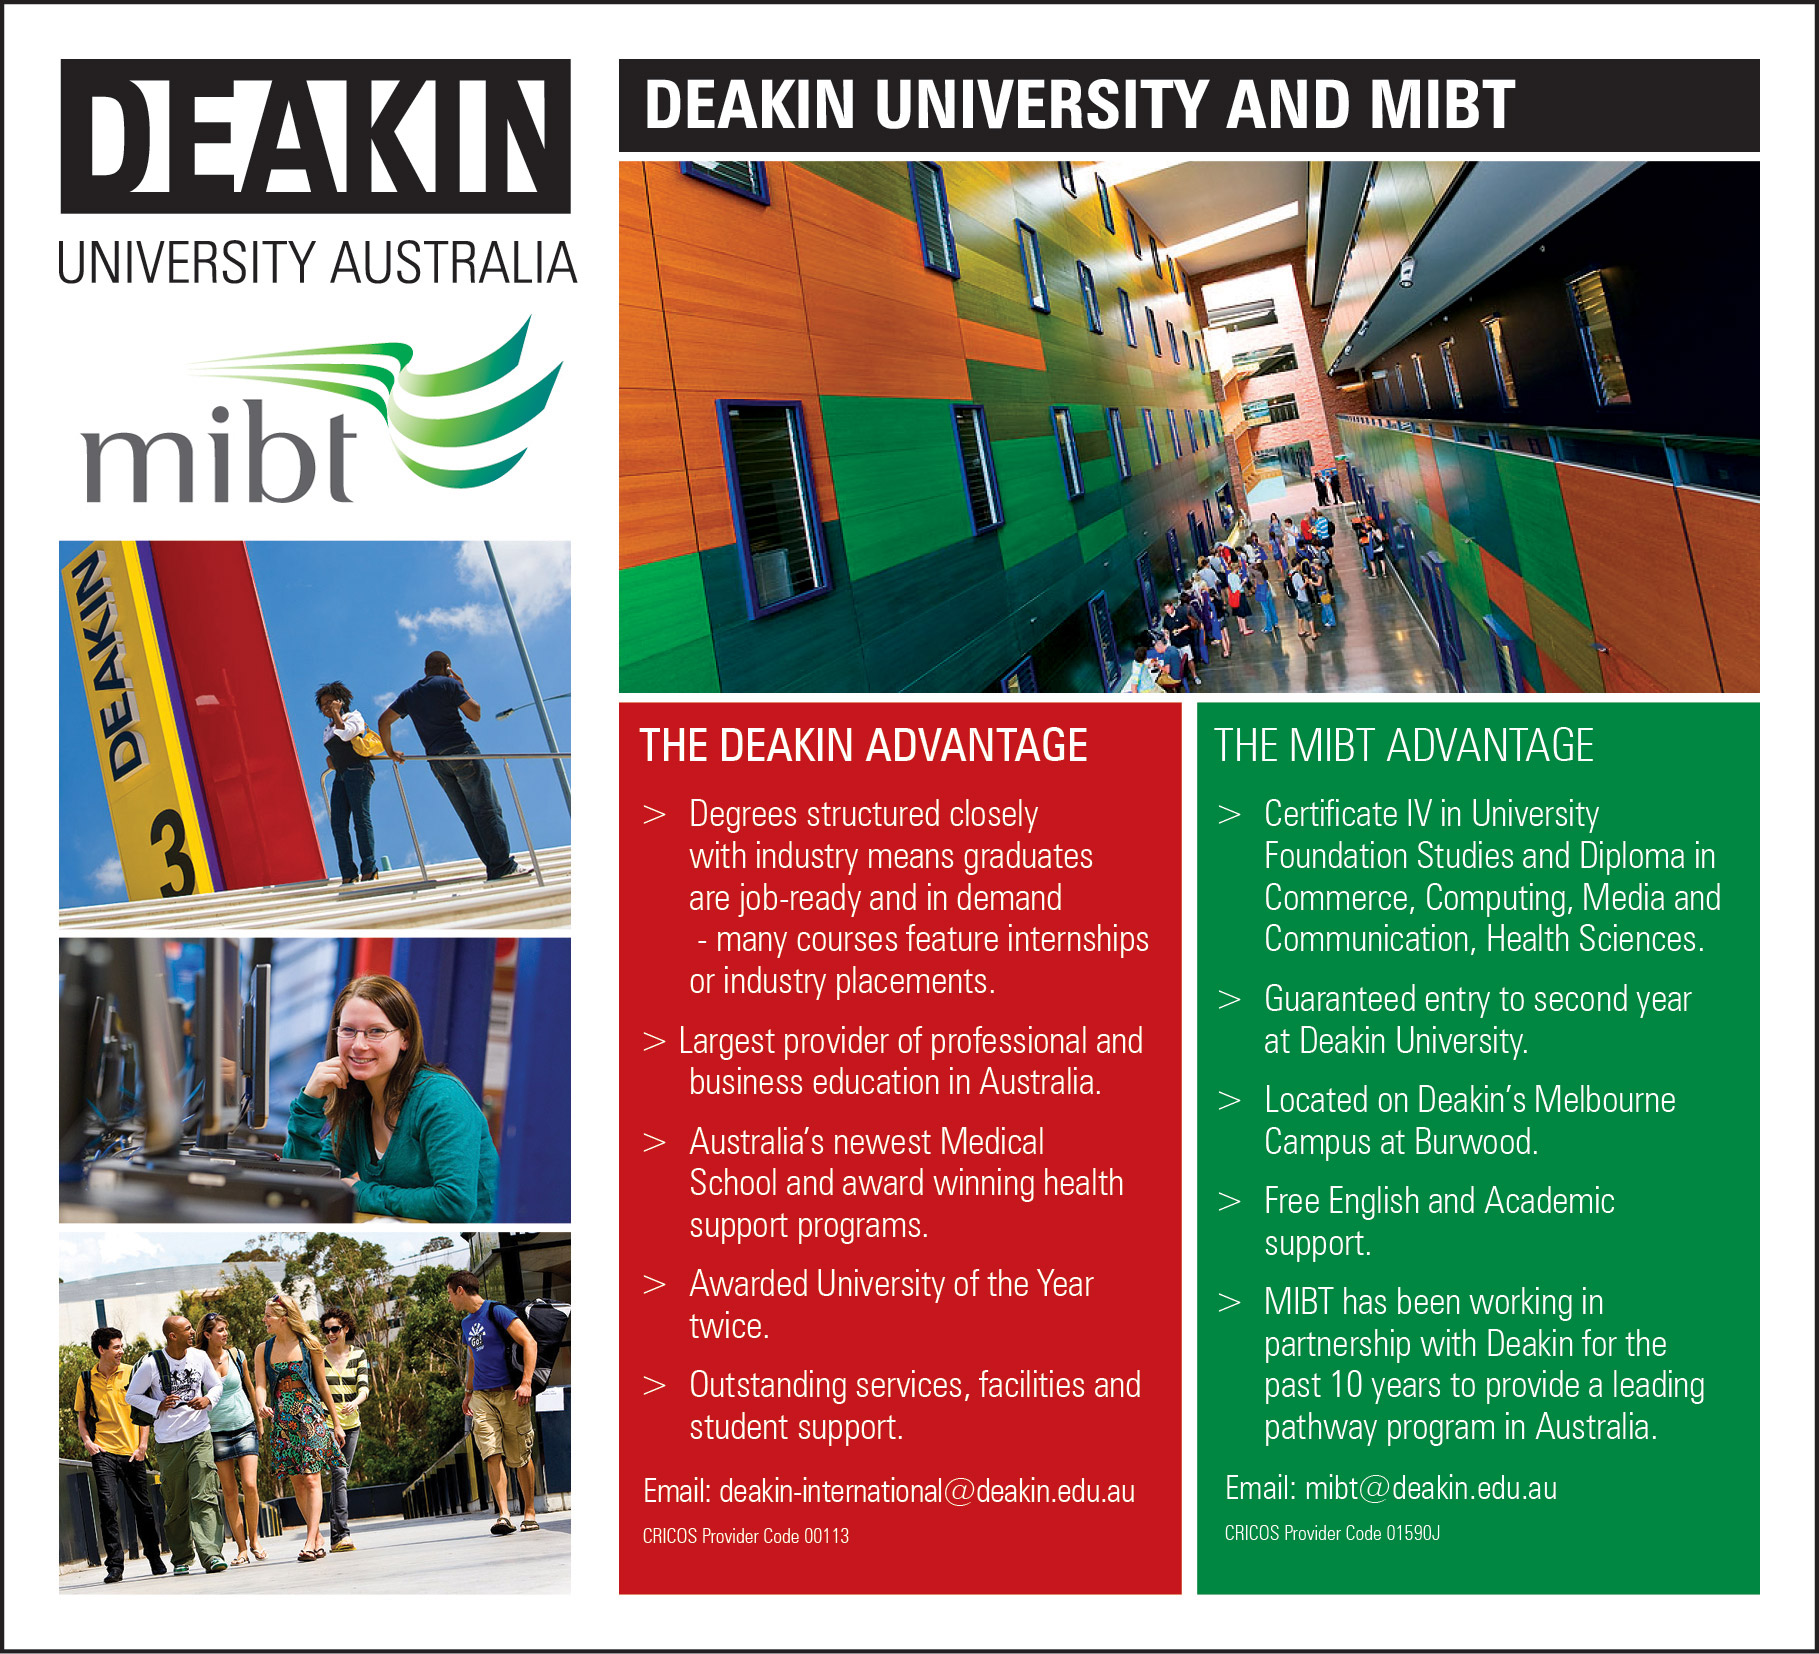 DEAKIN
UNIVERSITY AUSTRALIA
mibt
DEAKIN
3
Go!
DEAKIN UNIVERSITY AND MIBT
THE DEAKIN ADVANTAGE
> Degrees structured closely
with industry means graduates
are job-ready and in demand
- many courses feature internships
or industry placements.
> Largest provider of professional and
business education in Australia.
> Australia's newest Medical
School and award winning health
support programs.
> Awarded University of the Year
twice.
> Outstanding services, facilities and
student support.
Email: deakin-international@deakin.edu.au
CRICOS Provider Code 00113
THE MIBT ADVANTAGE
> Certificate IV in University
Foundation Studies and Diploma in
Commerce, Computing, Media and
Communication, Health Sciences.
> Guaranteed entry to second year
at Deakin University.
> Located on Deakin's Melbourne
Campus at Burwood.
> Free English and Academic
support.
> MIBT has been working in
partnership with Deakin for the
past 10 years to provide a leading
pathway program in Australia.
Email: mibt@deakin.edu.au
CRICOS Provider Code 01590J